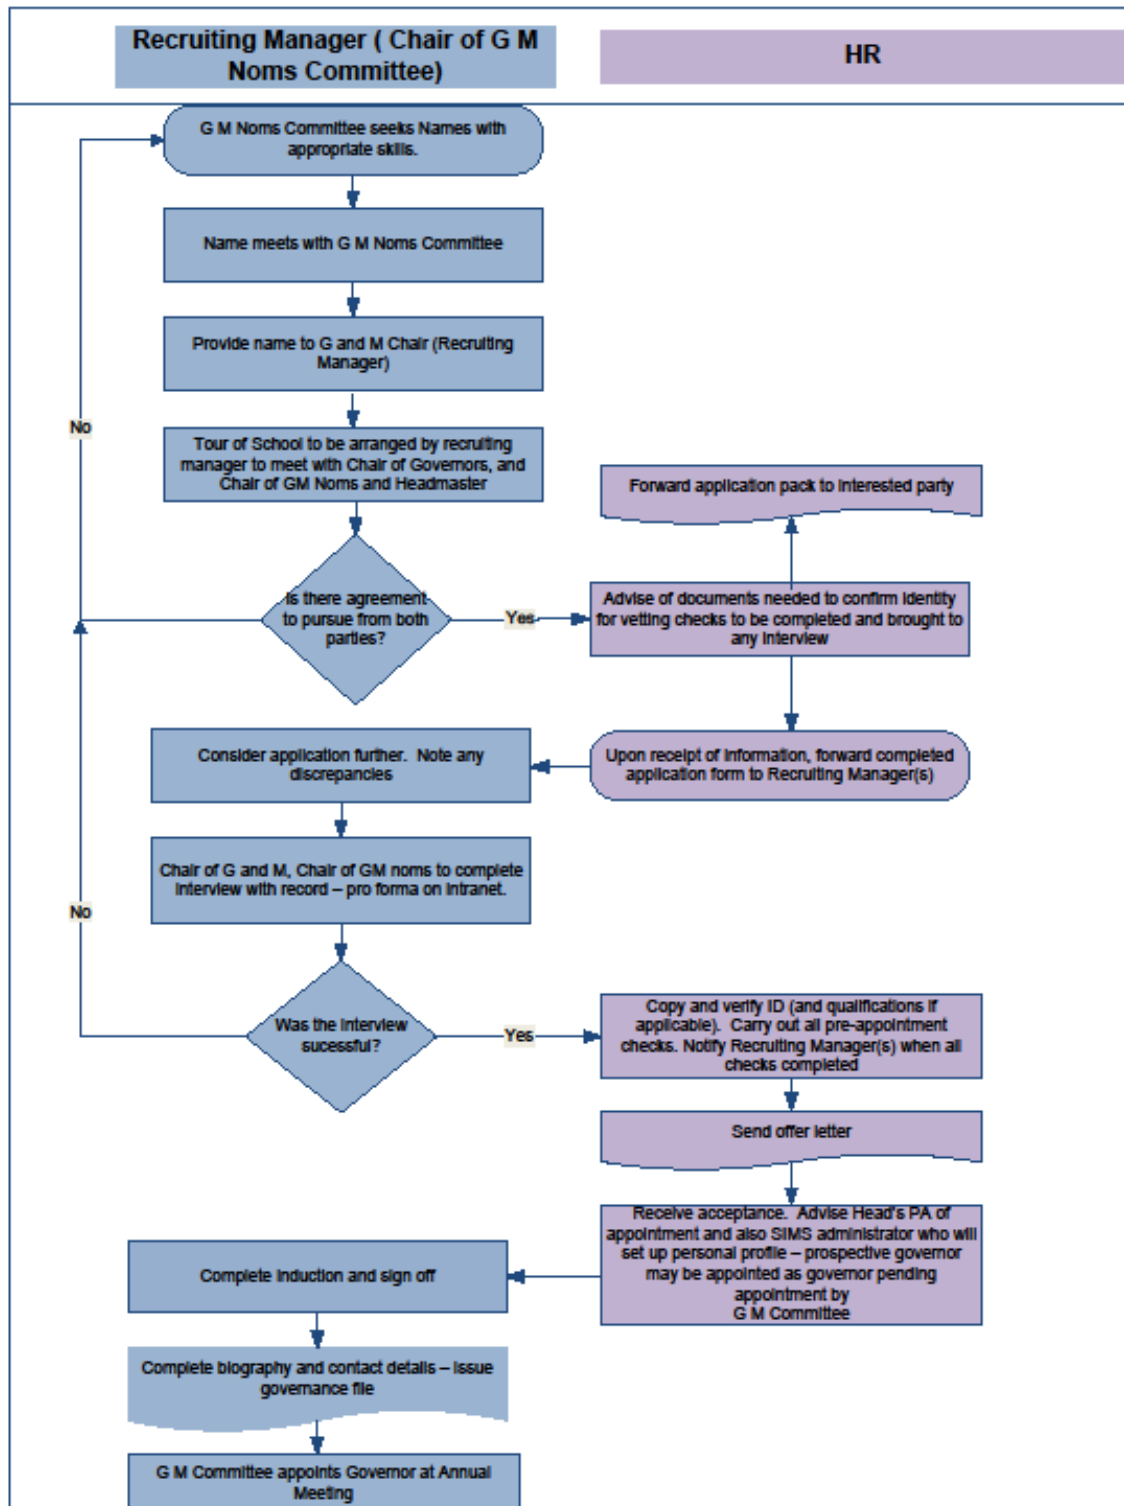 Recruiting Manager ( Chair of G M
Noms Committee)
HR
G M Noms Committee seeks Names with
appropriate skills.
Name meets with G M Noms Committee
Provide name to G and M Chair (Recruiting
Manager)
No
Tour of School to be arranged by recruiting
manager to meet with Chair of Governors, and
Chair of GM Noms and Headmaster
Forward application pack to interested party
Is there agreement
to pursue from both
parties?
Yes
Advise of documents needed to confirm identity
for vetting checks to be completed and brought to
any interview
Consider application further. Note any
discrepancies
Upon receipt of information, forward completed
application form to Recruiting Manager(s)
Chair of G and M, Chair of GM noms to complete
interview with record – pro forma on intranet.
No
Was the interview
sucessful?
Yes
Copy and verify ID (and qualifications if
applicable). Carry out all pre-appointment
checks. Notify Recruiting Manager(s) when all
checks completed
Send offer letter
Receive acceptance. Advise Head's PA of
appointment and also SIMS administrator who will
set up personal profile – prospective governor
may be appointed as governor pending
appointment by
G M Committee
Complete induction and sign off
Complete biography and contact details – issue
governance file
G M Committee appoints Governor at Annual
Meeting